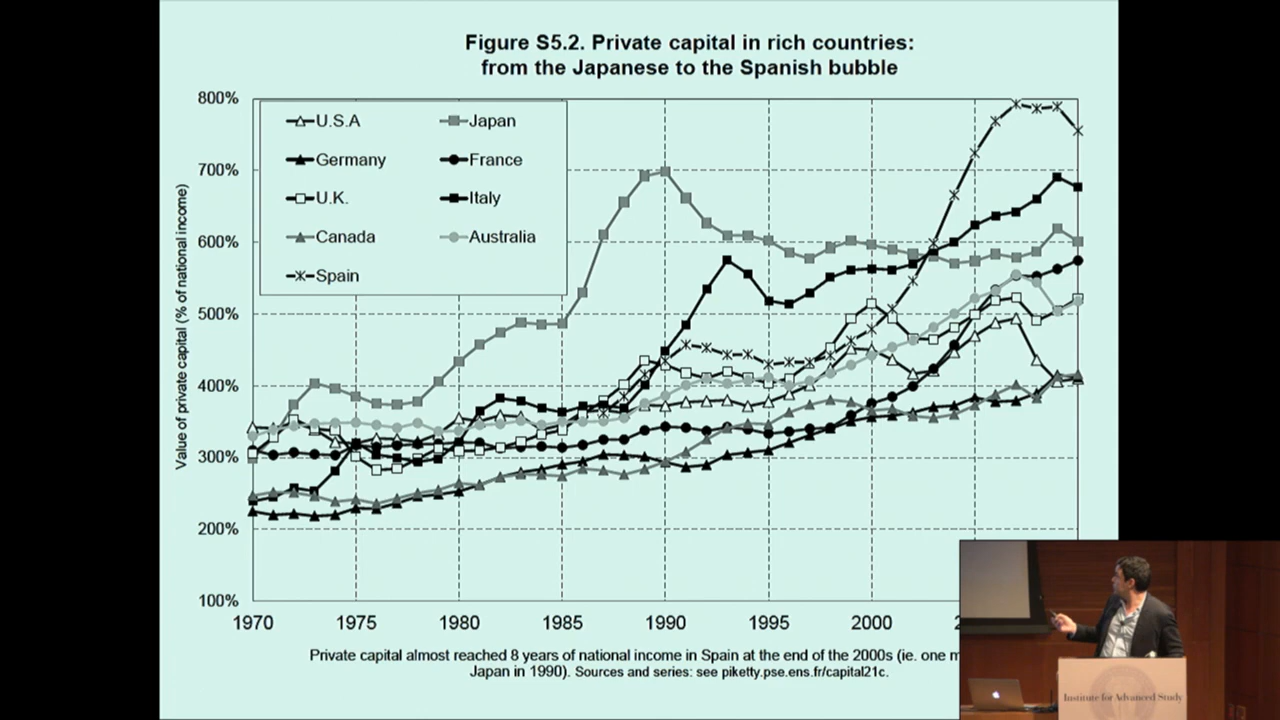 Figure S5.2. Private capital in rich countries:
from the Japanese to the Spanish bubble
Value of private capital (% of national income)
800%
700%
600%
500%
400%
300%
200%
100%
U.S.A
Japan
Germany
France
U.K.
Italy
Canada
Australia
Spain
1970
1975
1980
1985
1990
1995
2000
Private capital almost reached 8 years of national income in Spain at the end of the 2000s (ie. one
Japan in 1990). Sources and series: see piketty.pse.ens.fr/capital21c.
Institute for Advanced Study